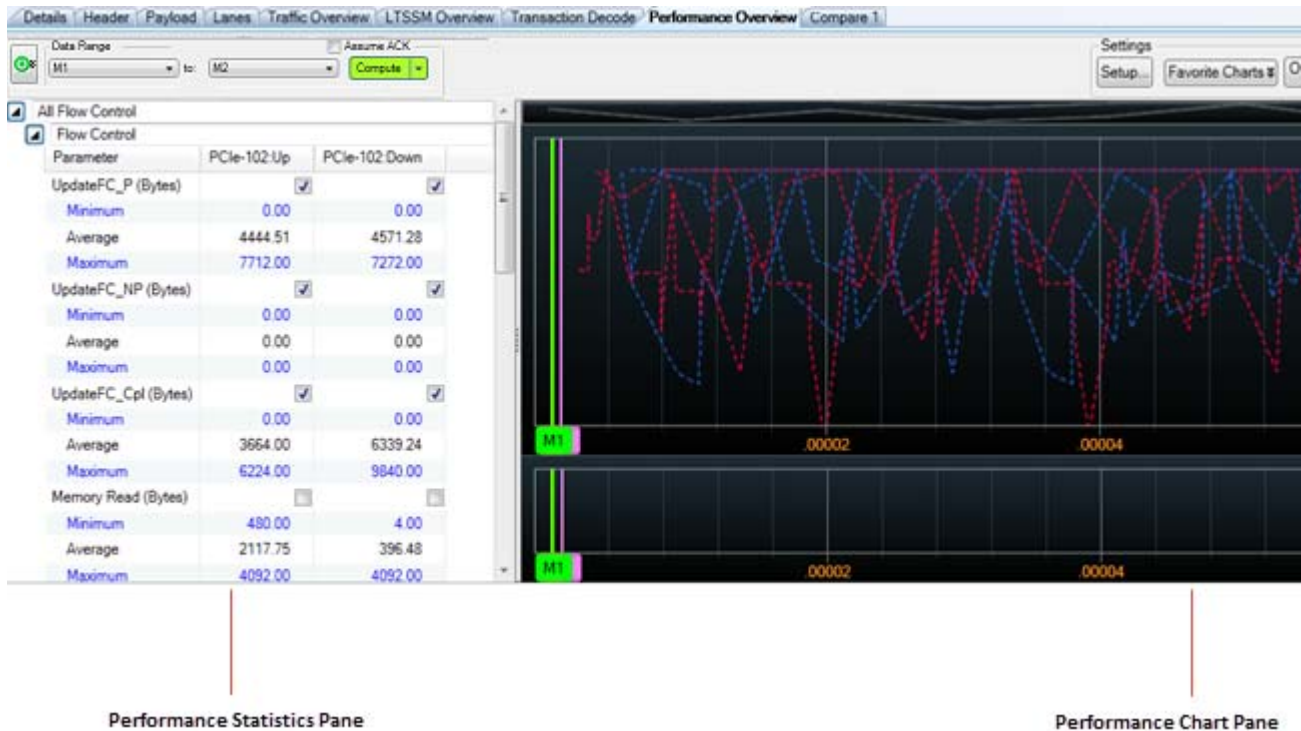 Details Header Payload Lanes Traffic Overview LTSSM Overview Transaction Decode Performance Overview Compare 1
Data Range Assume ACK Settings
M1 to: M2 Compute Setup... Favorite Charts
All Flow Control
Flow Control
Parameter PCIe-102:Up PCIe-102:Down
UpdateFC_P (Bytes)
Minimum 0.00 0.00
Average 4444.51 4571.28
Maximum 7712.00 7272.00
UpdateFC_NP (Bytes)
Minimum 0.00 0.00
Average 0.00 0.00
Maximum 0.00 0.00
UpdateFC_Cpl (Bytes)
Minimum 0.00 0.00
Average 3664.00 6339.24
Maximum 6224.00 9840.00
Memory Read (Bytes)
Minimum 480.00 4.00
Average 2117.75 396.48
Maximum 4092.00 4092.00
M1 .00002 .00004
M1 .00002 .00004
Performance Statistics Pane
Performance Chart Pane